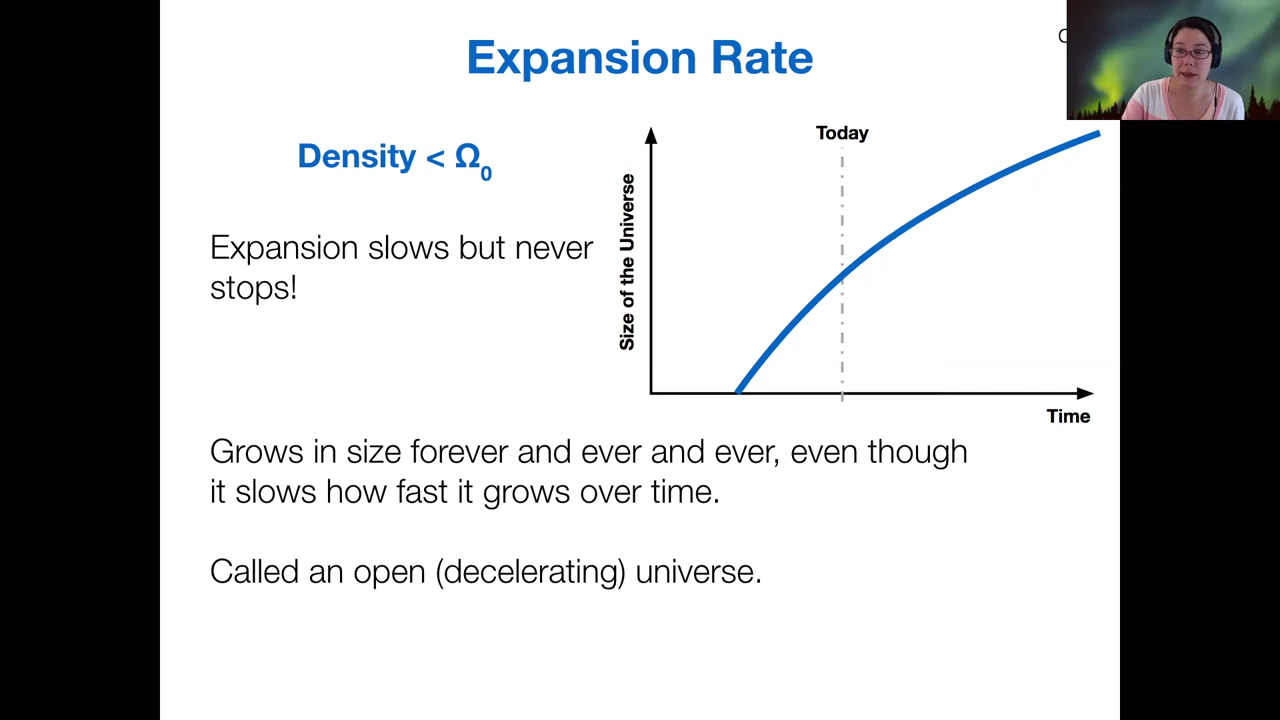 Expansion Rate
Density < Ω₀
Expansion slows but never
stops!
Today
Size of the Universe
Time
Grows in size forever and ever and ever, even though
it slows how fast it grows over time.
Called an open (decelerating) universe.